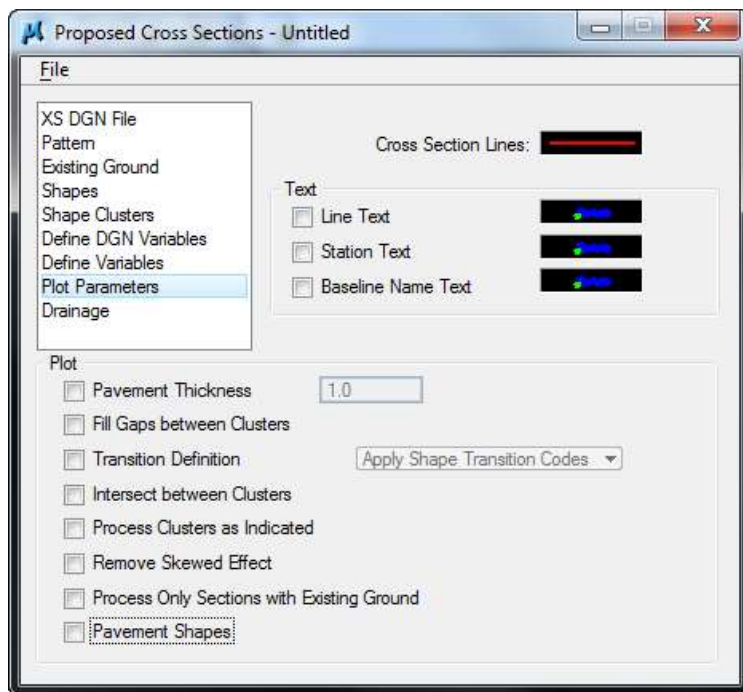 Proposed Cross Sections - Untitled
File
XS DGN File
Pattern
Existing Ground
Shapes
Shape Clusters
Define DGN Variables
Define Variables
Plot Parameters
Drainage
Cross Section Lines:
Text
Line Text
Station Text
Baseline Name Text
Plot
Pavement Thickness 1.0
Fill Gaps between Clusters
Transition Definition Apply Shape Transition Codes
Intersect between Clusters
Process Clusters as Indicated
Remove Skewed Effect
Process Only Sections with Existing Ground
Pavement Shapes